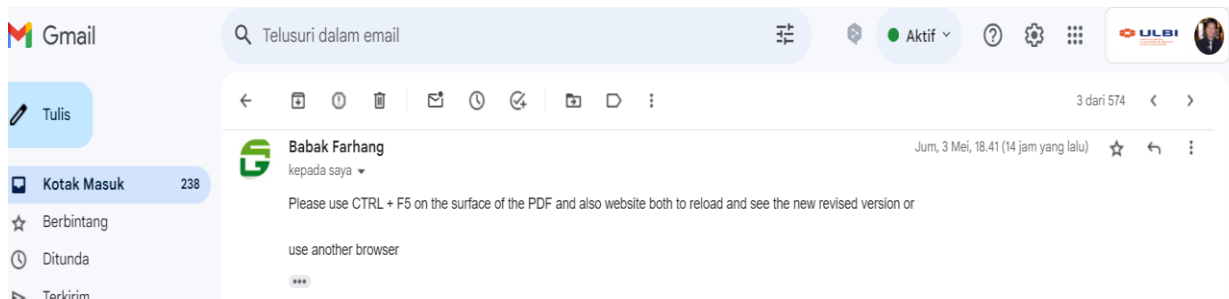 Gmail
Telusuri dalam email
Aktif
ULBI
Tulis
3 dari 574
Babak Farhang
Jum, 3 Mei, 18.41 (14 jam yang lalu)
kepada saya
Kotak Masuk 238
Please use CTRL + F5 on the surface of the PDF and also website both to reload and see the new revised version or
Berbintang
use another browser
Ditunda
Terkirim